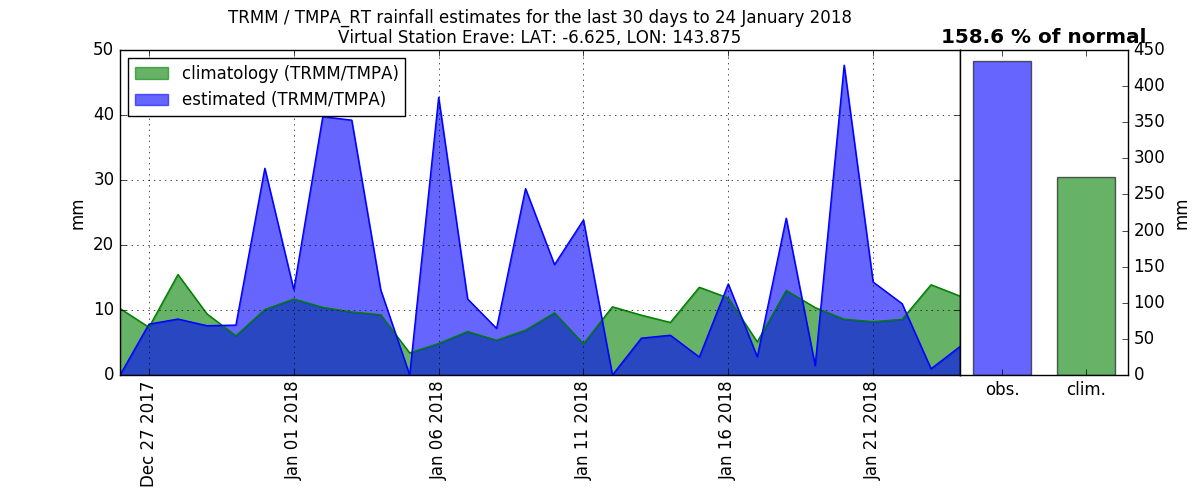 TRMM / TMPA_RT rainfall estimates for the last 30 days to 24 January 2018
Virtual Station Erave: LAT: -6.625, LON: 143.875
158.6 % of normal
climatology (TRMM/TMPA)
estimated (TRMM/TMPA)
mm
50
40
30
20
10
0
Dec 27 2017
Jan 01 2018
Jan 06 2018
Jan 11 2018
Jan 16 2018
Jan 21 2018
obs.
clim.
450
400
350
300
250
200
150
100
50
0
mm